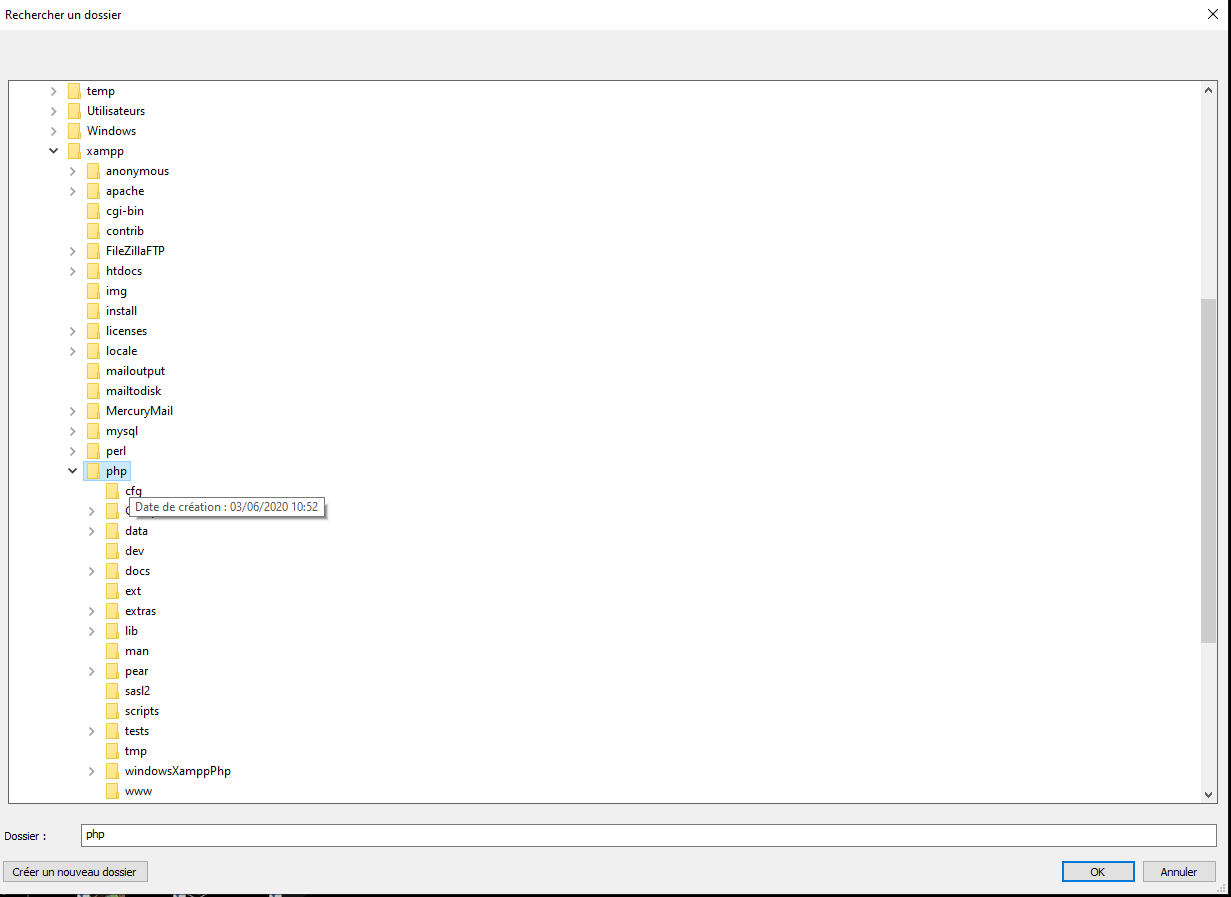 Rechercher un dossier
temp
Utilisateurs
Windows
xampp
anonymous
apache
cgi-bin
contrib
FileZillaFTP
htdocs
img
install
licenses
locale
mailoutput
mailtodisk
MercuryMail
mysql
perl
php
cfg
Date de création : 03/06/2020 10:52
data
dev
docs
ext
extras
lib
man
pear
sasl2
scripts
tests
tmp
windowsXamppPhp
www
Dossier : php
Créer un nouveau dossier OK Annuler